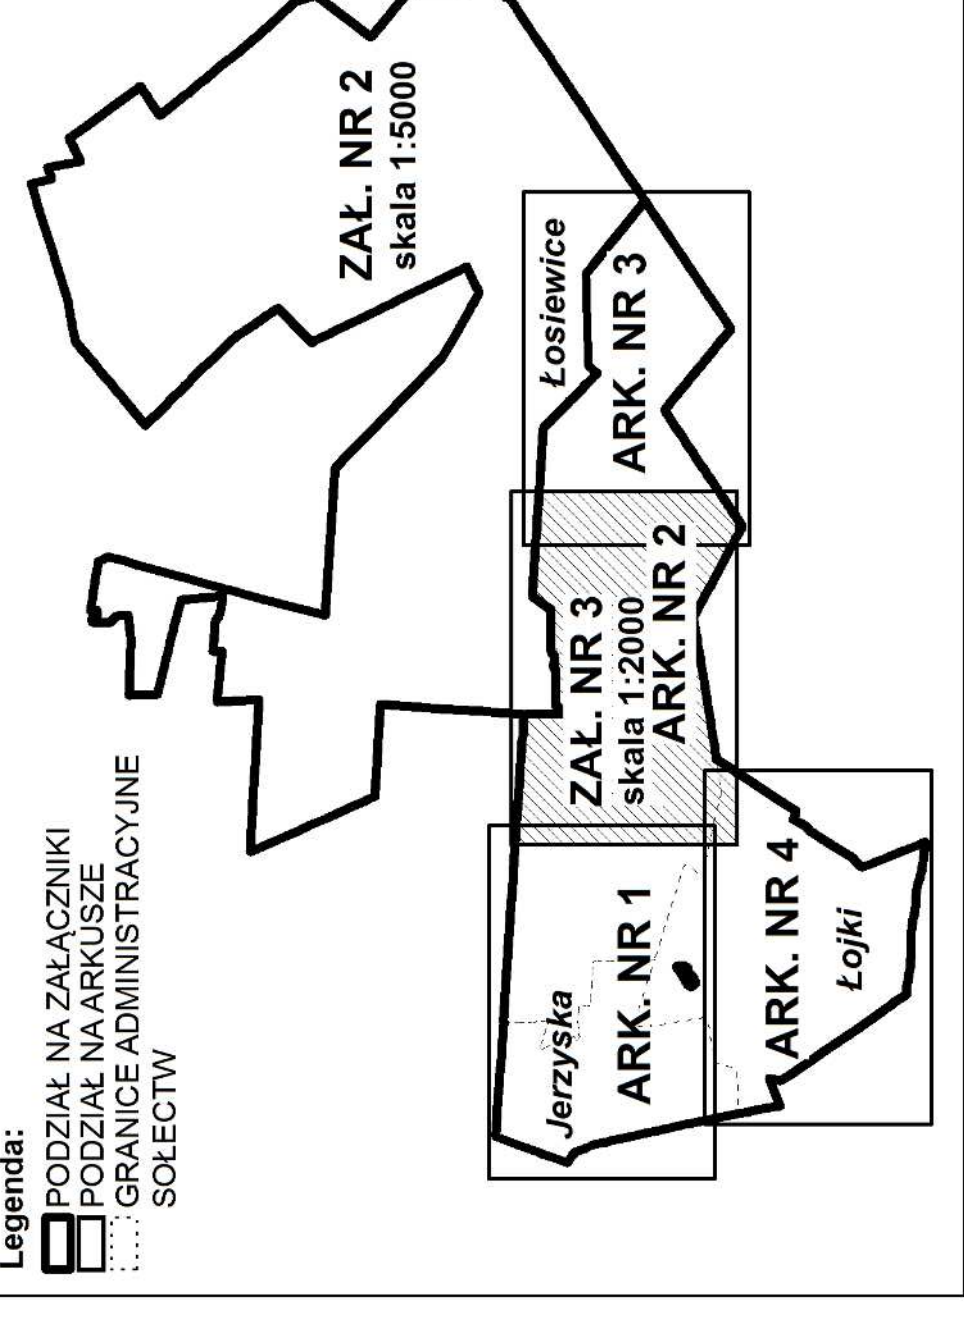 Legenda:
PODZIAŁ NA ZAŁĄCZNIKI
PODZIAŁ NA ARKUSZE
GRANICE ADMINISTRACYJNE
SOŁECTW
ZAŁ. NR 2
skala 1:5000
Łosiewice
ARK. NR 3
ZAŁ. NR 3
skala 1:2000
ARK. NR 2
Jerzyska
ARK. NR 1
ARK. NR 4
Łojki